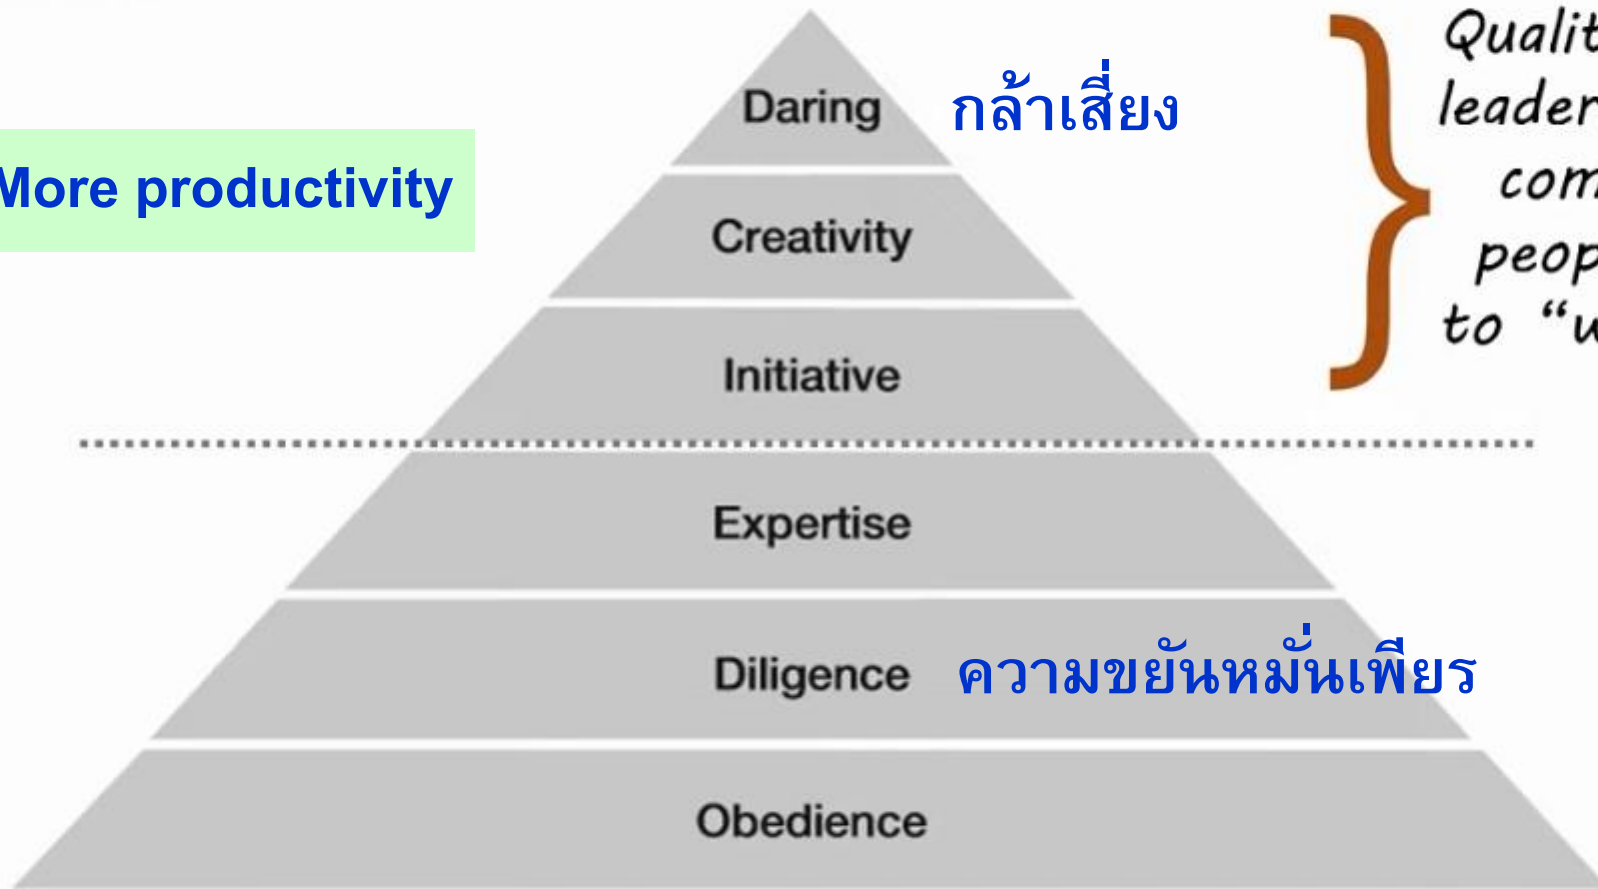 Daring กล้าเสี่ยง
More productivity
Creativity
Initiative
Expertise
Diligence ความขยันหมั่นเพียร
Obedience
leader
peop
to “w